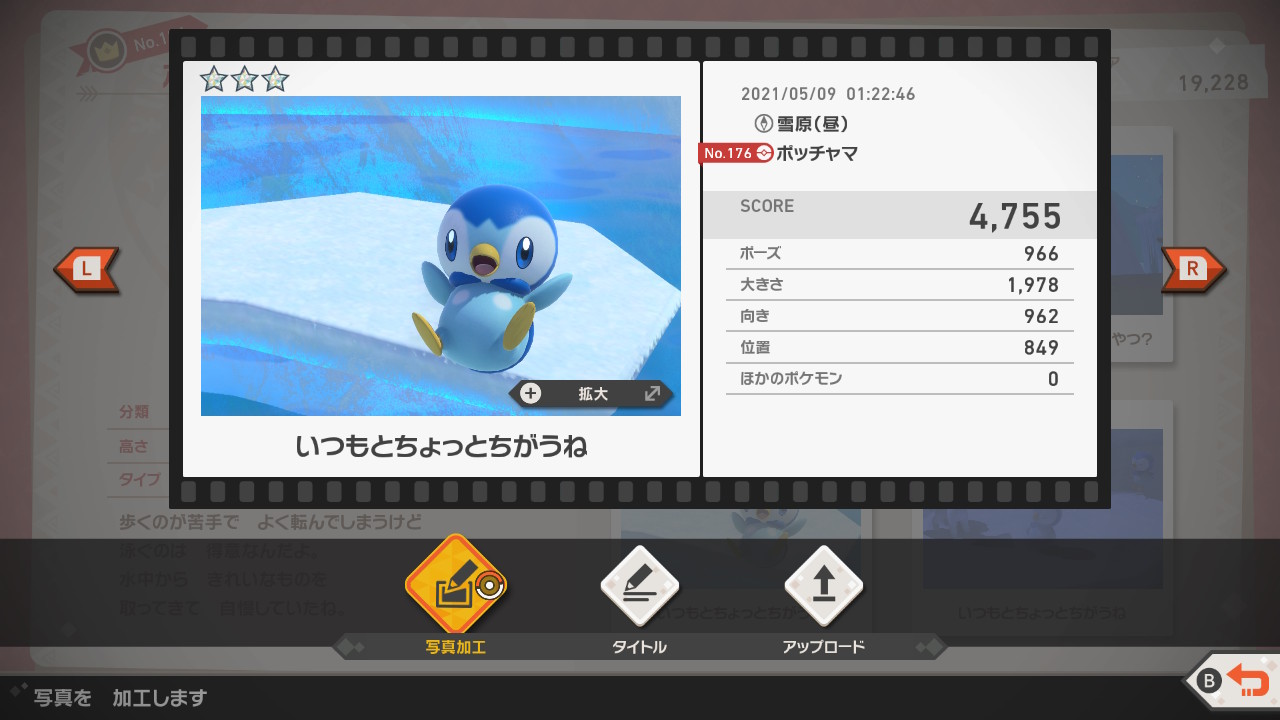 No.1
19,228
2021/05/09 01:22:46
雪原(昼)
No.176 ポッチャマ
SCORE 4,755
ポーズ 966
大きさ 1,978
向き 962
位置 849
ほかのポケモン 0
L
R
拡大
いつもとちょっとちがうね
やつ?
分類
高さ
タイプ
歩くのが苦手で よく転んでしまうけど
泳ぐのは 得意なんだよ。
水中から きれいなものを
取ってきて 自慢していたね。
いつもとちょっとちがう
いつもとちょっとちがうね
写真加工
タイトル
アップロード
写真を 加工します
B